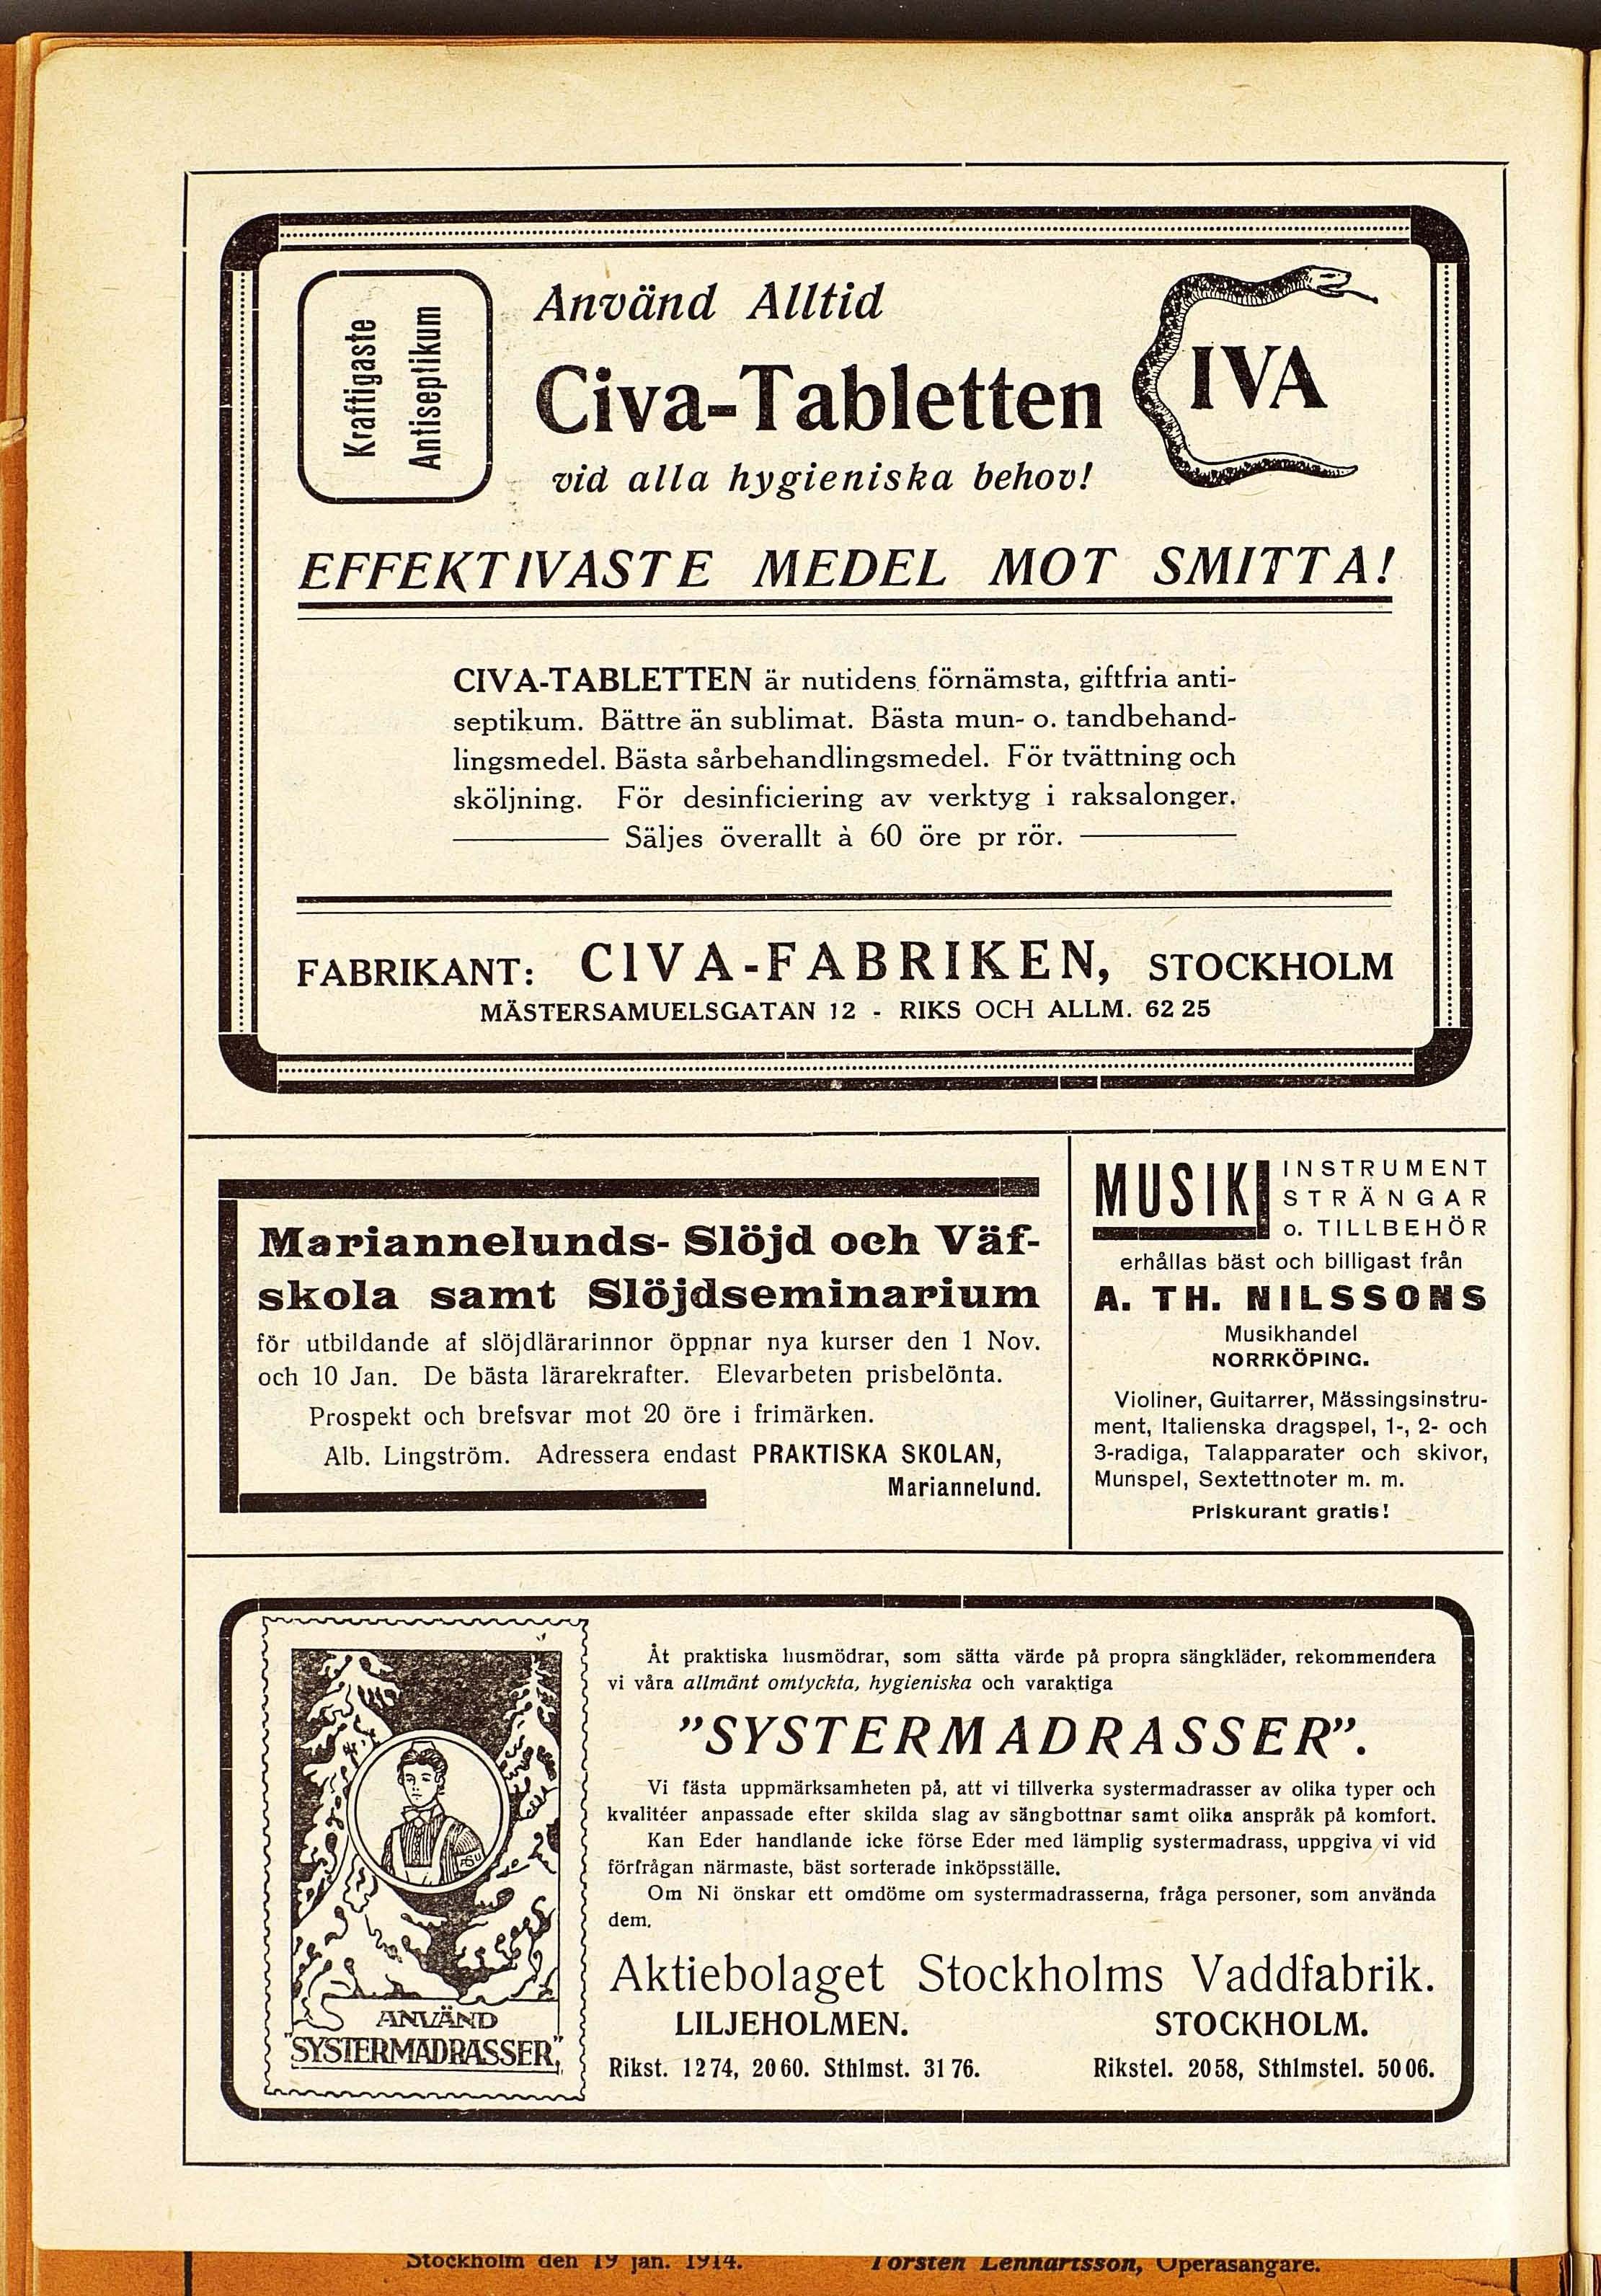 Kraftigaste
Antiseptikum
Använd Alltid
Civa-Tabletten
vid alla hygieniska behov!
IVA
EFFEKTIVASTE MEDEL MOT SMITTA!
CIVA-TABLETTEN är nutidens förnämsta, giftfria anti-
septikum. Bättre än sublimat. Bästa mun- o. tandbehand-
lingsmedel. Bästa sårbehandlingsmedel. För tvättning och
sköljning. För desinficiering av verktyg i raksalonger.
Säljes överallt à 60 öre pr rör.
FABRIKANT: CIVA-FABRIKEN, STOCKHOLM
MÄSTERSAMUELSGATAN 12 - RIKS OCH ALLM. 62 25
Mariannelunds- Slöjd och Väf-
skola samt Slöjdseminarium
för utbildande af slöjdlärarinnor öppnar nya kurser den 1 Nov.
och 10 Jan. De bästa lärarekrafter. Elevarbeten prisbelönta.
Prospekt och brefsvar mot 20 öre i frimärken.
Alb. Lingström. Adressera endast PRAKTISKA SKOLAN,
Mariannelund.
MUSIK
INSTRUMENT
STRÄNGAR
o. TILLBEHÖR
erhållas bäst och billigast från
A. TH. NILSSONS
Musikhandel
NORRKÖPING.
Violiner, Guitarrer, Mässingsinstru-
ment, Italienska dragspel, 1-, 2- och
3-radiga, Talapparater och skivor,
Munspel, Sextettnoter m. m.
Priskurant gratis!
ANVÄND
"SYSTERMADRASSER"
Åt praktiska husmödrar, som sätta värde på propra sängkläder, rekommendera
vi våra allmänt omtyckta, hygieniska och varaktiga
"SYSTERMADRASSER".
Vi fästa uppmärksamheten på, att vi tillverka systermadrasser av olika typer och
kvalitéer anpassade efter skilda slag av sängbottnar samt olika anspråk på komfort.
Kan Eder handlande icke förse Eder med lämplig systermadrass, uppgiva vi vid
förfrågan närmaste, bäst sorterade inköpsställe.
Om Ni önskar ett omdöme om systermadrasserna, fråga personer, som använda
dem.
Aktiebolaget Stockholms Vaddfabrik.
LILJEHOLMEN. STOCKHOLM.
Rikst. 12 74, 20 60. Sthlmst. 31 76. Rikstel. 20 58, Sthlmstel. 50 06.
Stockholm den 19 jan. 1914. Torsten Lennartsson, Operasångare.